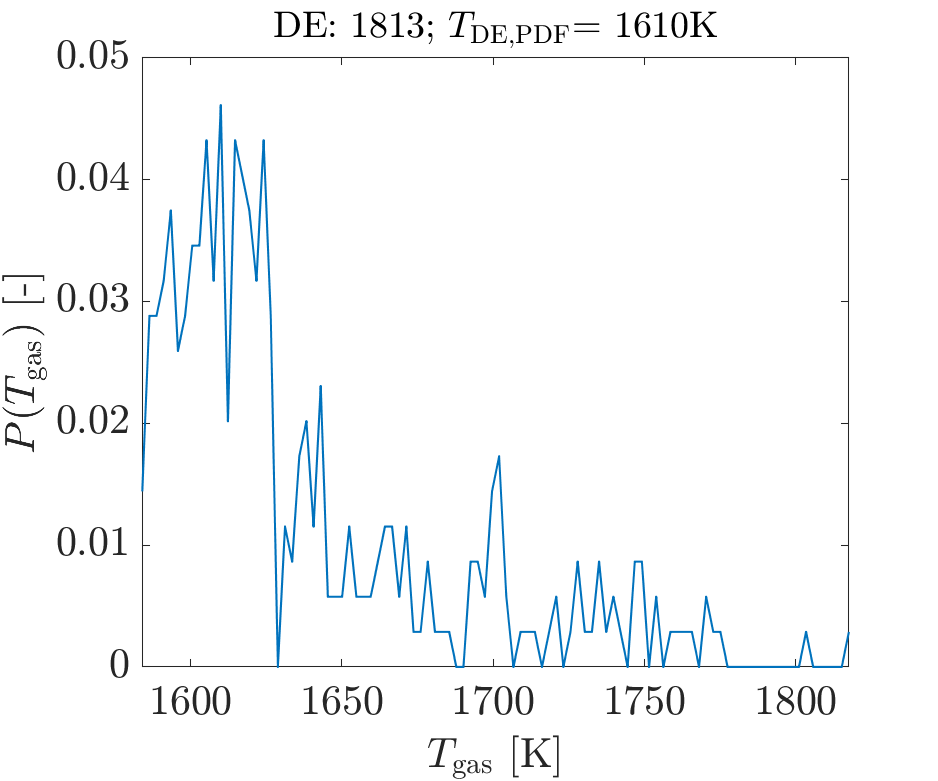 DE: 1813; T_DE,PDF= 1610K
0.05
0.04
0.03
0.02
0.01
0
P(T_gas) [-]
1600 1650 1700 1750 1800
T_gas [K]